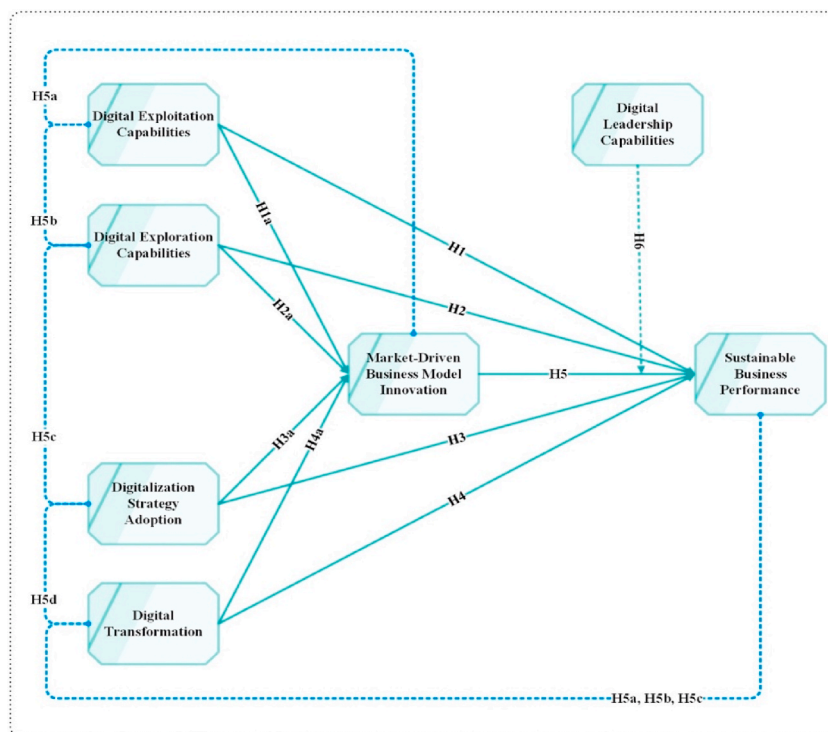 H5a
Digital Exploitation
Capabilities
Digital
Leadership
Capabilities
H5b
Digital Exploration
Capabilities
H1a
H1
H6
H2a
H2
Market-Driven
Business Model
Innovation
H5
Sustainable
Business
Performance
H5c
H3a
H4a
H3
Digitalization
Strategy
Adoption
H4
H5d
Digital
Transformation
H5a, H5b, H5c